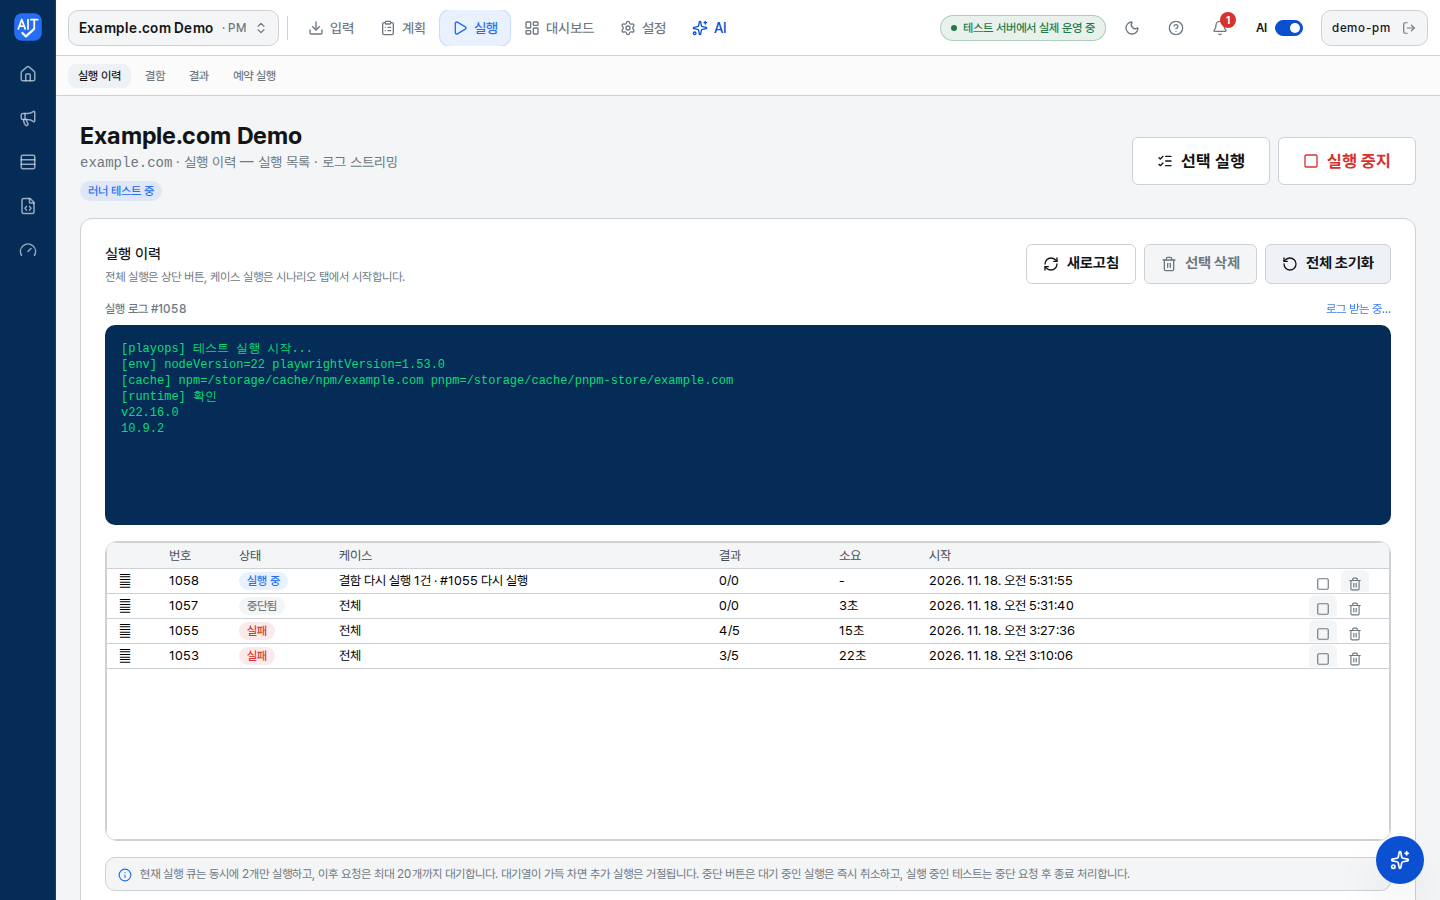 AIT
Example.com Demo · PM
입력
계획
실행
대시보드
설정
AI
테스트 서버에서 실제 운영 중
1
AI
demo-pm
실행 이력
결함
결과
예약 실행
Example.com Demo
example.com · 실행 이력 — 실행 목록 · 로그 스트리밍
러너 테스트 중
선택 실행
실행 중지
실행 이력
전체 실행은 상단 버튼, 케이스 실행은 시나리오 탭에서 시작합니다.
새로고침
선택 삭제
전체 초기화
실행 로그 #1058
로그 받는 중...
[playops] 테스트 실행 시작...
[env] nodeVersion=22 playwrightVersion=1.53.0
[cache] npm=/storage/cache/npm/example.com pnpm=/storage/cache/pnpm-store/example.com
[runtime] 확인
v22.16.0
10.9.2
번호 상태 케이스 결과 소요 시작
1058 실행 중 결함 다시 실행 1건 · #1055 다시 실행 0/0 - 2026. 11. 18. 오전 5:31:55
1057 중단됨 전체 0/0 3초 2026. 11. 18. 오전 5:31:40
1055 실패 전체 4/5 15초 2026. 11. 18. 오전 3:27:36
1053 실패 전체 3/5 22초 2026. 11. 18. 오전 3:10:06
현재 실행 큐는 동시에 2개만 실행하고, 이후 요청은 최대 20개까지 대기합니다. 대기열이 가득 차면 추가 실행은 거절됩니다. 중단 버튼은 대기 중인 실행은 즉시 취소하고, 실행 중인 테스트는 중단 요청 후 종료 처리합니다.